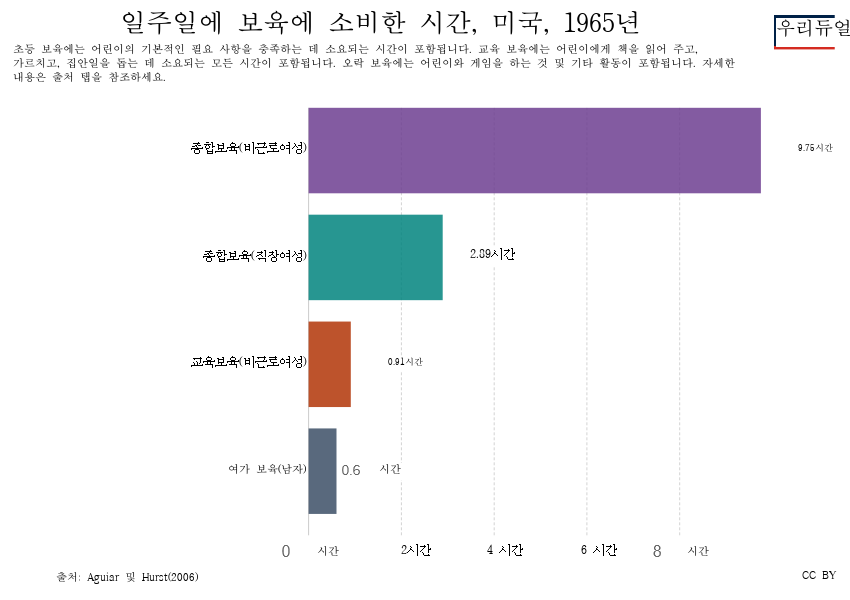 일주일에 보육에 소비한 시간, 미국, 1965년
우리듀얼
초등 보육에는 어린이의 기본적인 필요 사항을 충족하는 데 소요되는 시간이 포함됩니다. 교육 보육에는 어린이에게 책을 읽어 주고,
가르치고, 집안일을 돕는 데 소요되는 모든 시간이 포함됩니다. 오락 보육에는 어린이와 게임을 하는 것 및 기타 활동이 포함됩니다. 자세한
내용은 출처 탭을 참조하세요.
종합보육(비근로여성) 9.75시간
종합보육(직장여성) 2.89시간
교육보육(비근로여성) 0.91시간
여가 보육(남자) 0.6 시간
0 시간 2시간 4 시간 6 시간 8 시간
출처: Aguiar 및 Hurst(2006) CC BY